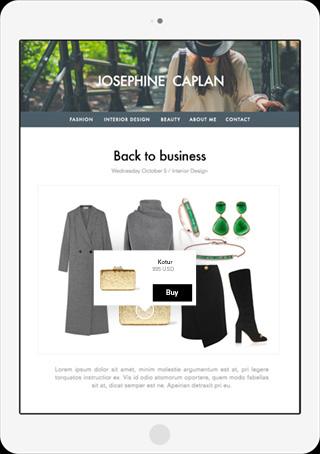 JOSEPHINE CAPLAN
FASHION INTERIOR DESIGN BEAUTY ABOUT ME CONTACT
Back to business
Wednesday October 5 / Interior Design
Kotur
995 USD
Buy
Lorem ipsum dolor sit amet, minim molestie argumentum est at, pri legere
torquatos instructior ex. Vis id odio atomorum oportere, quem modo fabellas
sit at, dicat semper est ne. Apeirian detraxit pri eu.